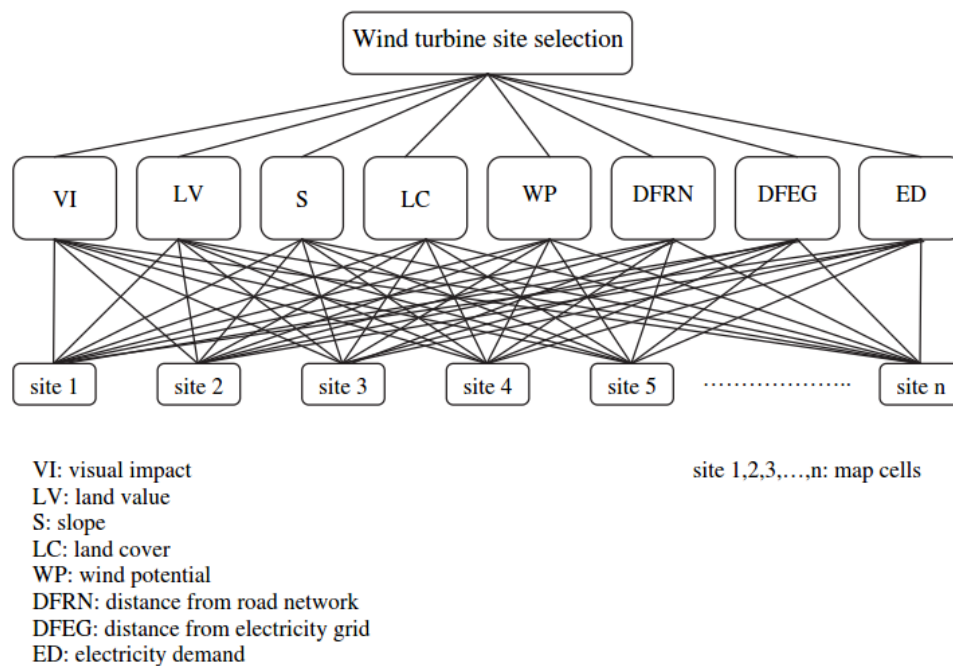 Wind turbine site selection
VI
LV
S
LC
WP
DFRN
DFEG
ED
site 1
site 2
site 3
site 4
site 5
.....................
site n
VI: visual impact
LV: land value
S: slope
LC: land cover
WP: wind potential
DFRN: distance from road network
DFEG: distance from electricity grid
ED: electricity demand
site 1,2,3,...,n: map cells